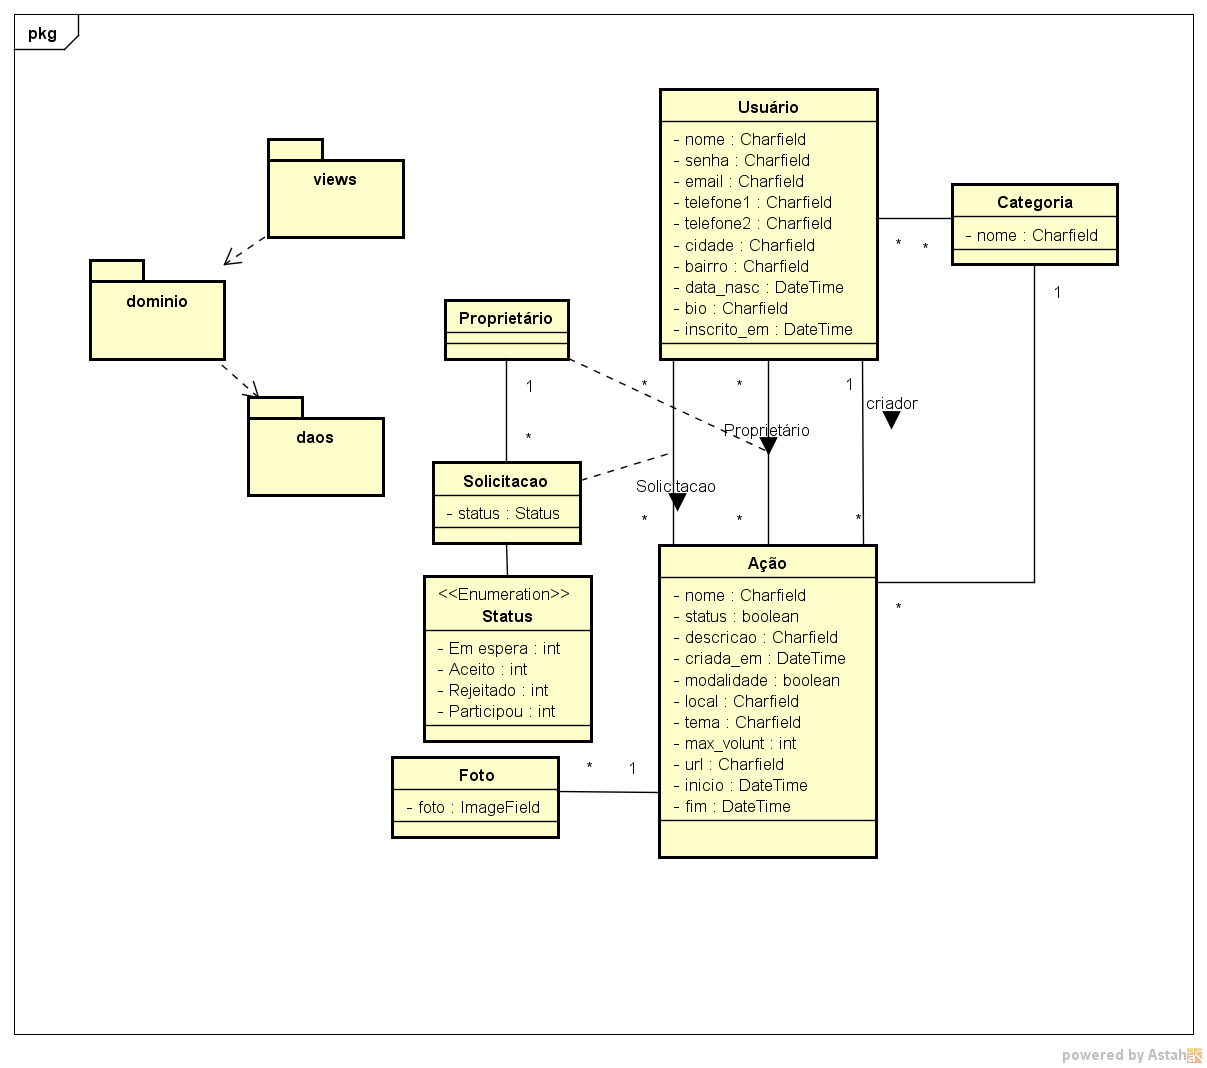 pkg
views
dominio
daos
Usuário
- nome : Charfield
- senha : Charfield
- email : Charfield
- telefone1 : Charfield
- telefone2 : Charfield
- cidade : Charfield
- bairro : Charfield
- data_nasc : DateTime
- bio : Charfield
- inscrito_em : DateTime
* *
Categoria
- nome : Charfield
1
*
Proprietário
1
*
* * 1
criador
Proprietário
Solicitacao
* * *
Solicitacao
- status : Status
<<Enumeration>>
Status
- Em espera : int
- Aceito : int
- Rejeitado : int
- Participou : int
Ação
- nome : Charfield
- status : boolean
- descricao : Charfield
- criada_em : DateTime
- modalidade : boolean
- local : Charfield
- tema : Charfield
- max_volunt : int
- url : Charfield
- inicio : DateTime
- fim : DateTime
* 1
Foto
- foto : ImageField
powered by Astah